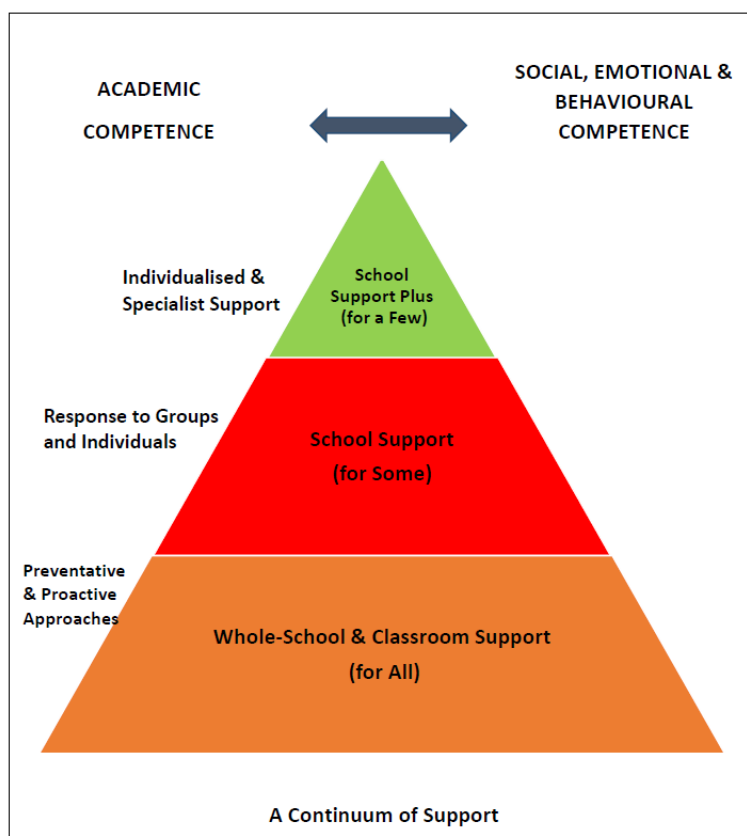 ACADEMIC
COMPETENCE
SOCIAL, EMOTIONAL &
BEHAVIOURAL
COMPETENCE
Individualised &
Specialist Support
School
Support Plus
(for a Few)
Response to Groups
and Individuals
School Support
(for Some)
Preventative
& Proactive
Approaches
Whole-School & Classroom Support
(for All)
A Continuum of Support